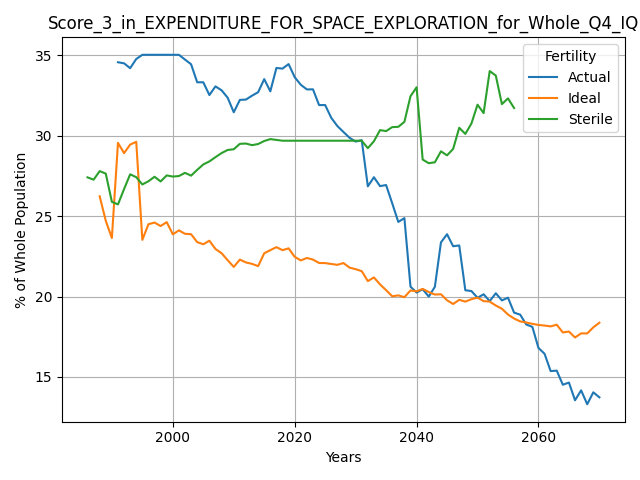 Score_3_in_EXPENDITURE_FOR_SPACE_EXPLORATION_for_Whole_Q4_IQ
Fertility
Actual
Ideal
Sterile
% of Whole Population
35
30
25
20
15
2000 2020 2040 2060
Years